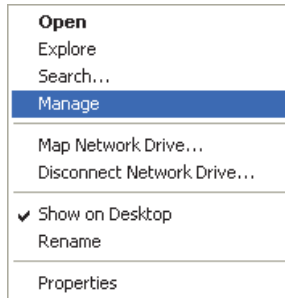 Open
Explore
Search...
Manage
Map Network Drive...
Disconnect Network Drive...
Show on Desktop
Rename
Properties